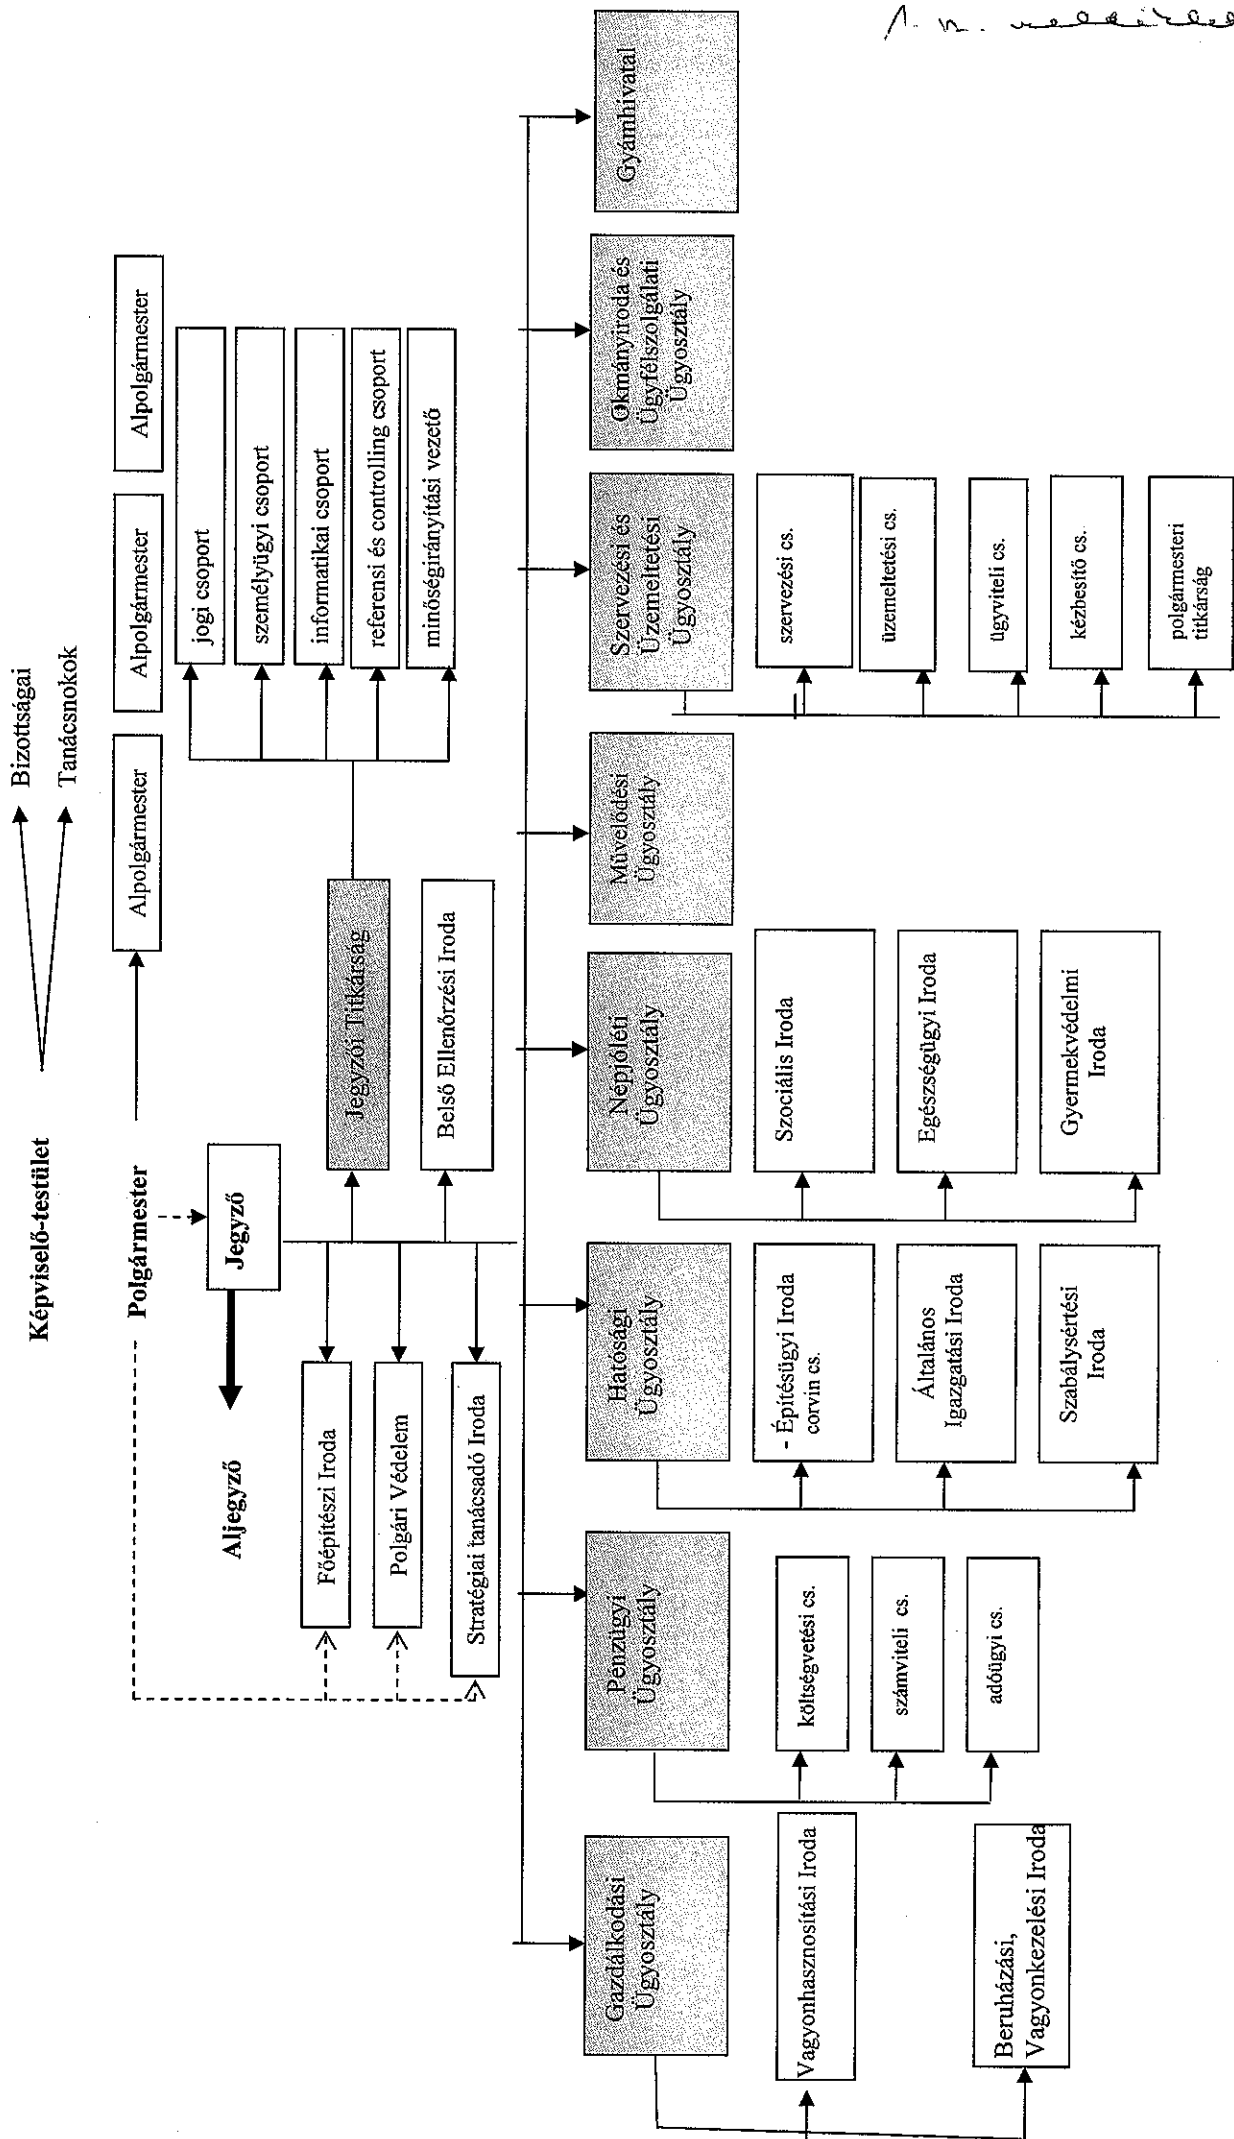 Képviselő-testület
Bizottságai
Tanácsnokok
Polgármester
Alpolgármester
Alpolgármester
Alpolgármester
Jegyző
Aljegyző
Főépítészi Iroda
Polgári Védelem
Stratégiai tanácsadó Iroda
Jegyzői Titkárság
Belső Ellenőrzési Iroda
jogi csoport
személyügyi csoport
informatikai csoport
referensi és controlling csoport
minőségirányítási vezető
Gazdálkodási
Ügyosztály
Vagyonhasznosítási Iroda
Beruházási,
Vagyonkezelési Iroda
Pénzügyi
Ügyosztály
költségvetési cs.
számviteli cs.
adóügyi cs.
Hatósági
Ügyosztály
- Építésügyi Iroda
corvin cs.
Általános
Igazgatási Iroda
Szabálysértési
Iroda
Népjóléti
Ügyosztály
Szociális Iroda
Egészségügyi Iroda
Gyermekvédelmi
Iroda
Művelődési
Ügyosztály
Szervezési és
Üzemeltetési
Ügyosztály
szervezési cs.
üzemeltetési cs.
ügyviteli cs.
kézbesítő cs.
polgármesteri
titkárság
Okmányiroda és
Ügyfélszolgálati
Ügyosztály
Gyámhivatal